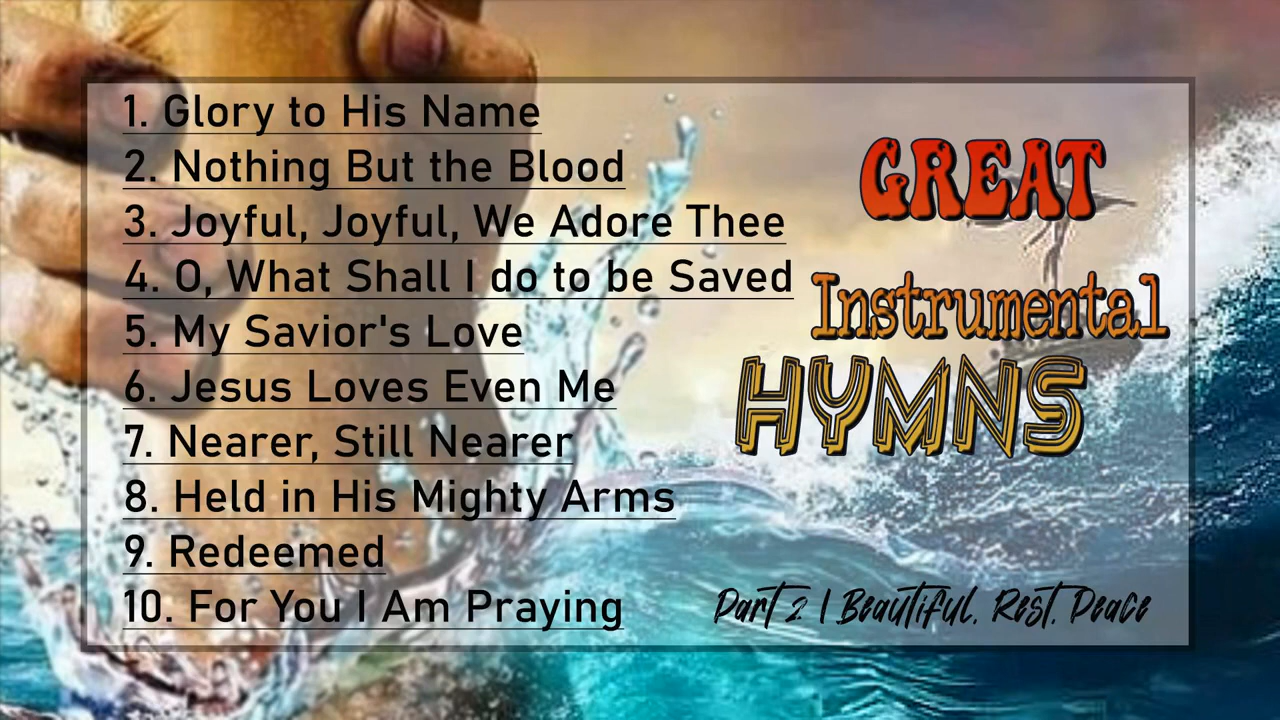 1. Glory to His Name
2. Nothing But the Blood
3. Joyful, Joyful, We Adore Thee
4. O, What Shall I do to be Saved
5. My Savior's Love
6. Jesus Loves Even Me
7. Nearer, Still Nearer
8. Held in His Mighty Arms
9. Redeemed
10. For You I Am Praying
GREAT
Instrumental
HYMNS
Part 2 | Beautiful, Rest, Peace